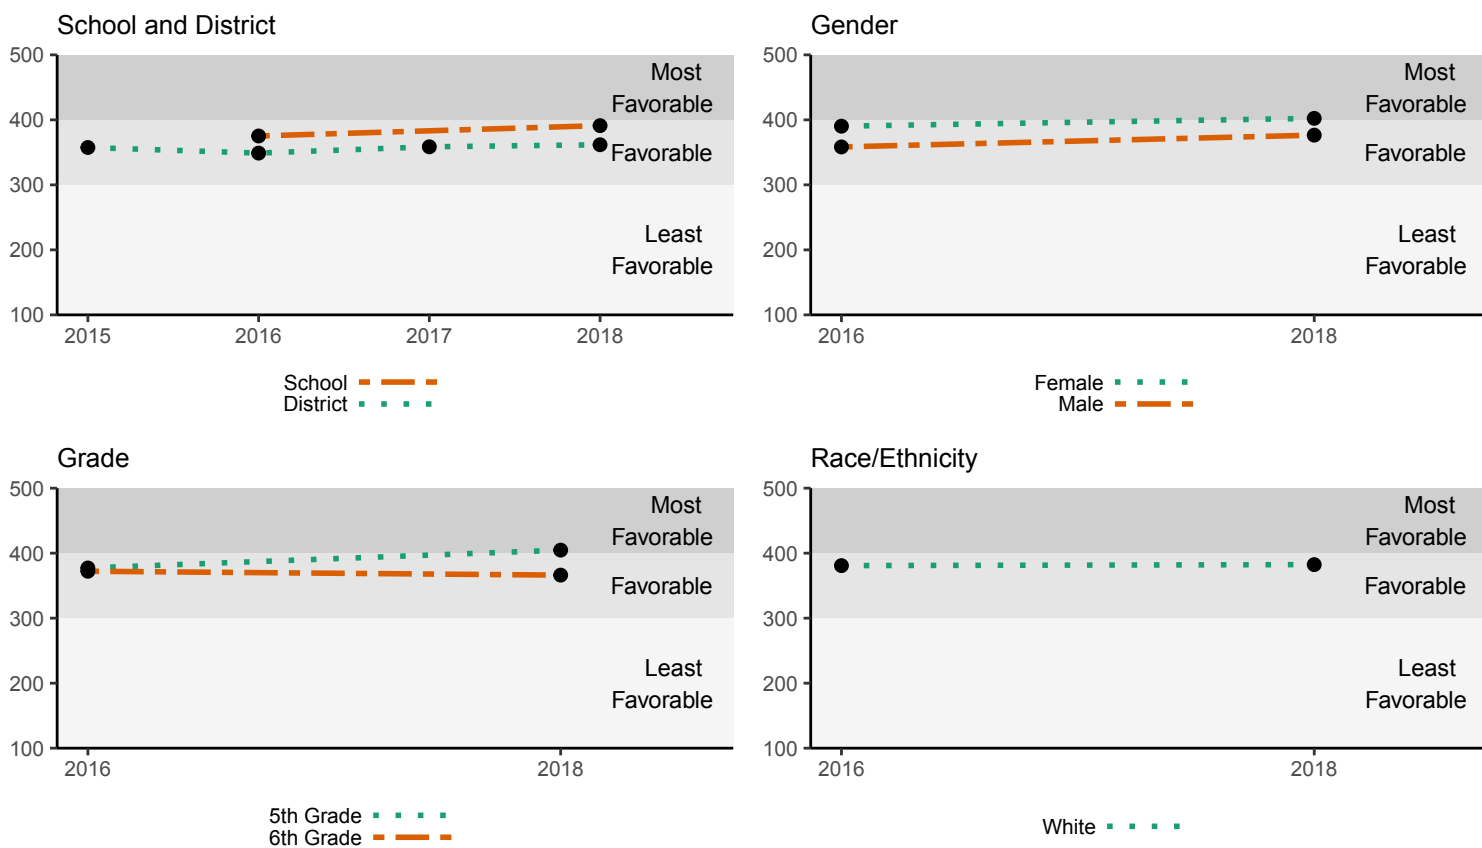 School and District
500
400
300
200
100
Most
Favorable
Favorable
Least
Favorable
2015 2016 2017 2018
School
District
Gender
500
400
300
200
100
Most
Favorable
Favorable
Least
Favorable
2016 2018
Female
Male
Grade
500
400
300
200
100
Most
Favorable
Favorable
Least
Favorable
2016 2018
5th Grade
6th Grade
Race/Ethnicity
500
400
300
200
100
Most
Favorable
Favorable
Least
Favorable
2016 2018
White